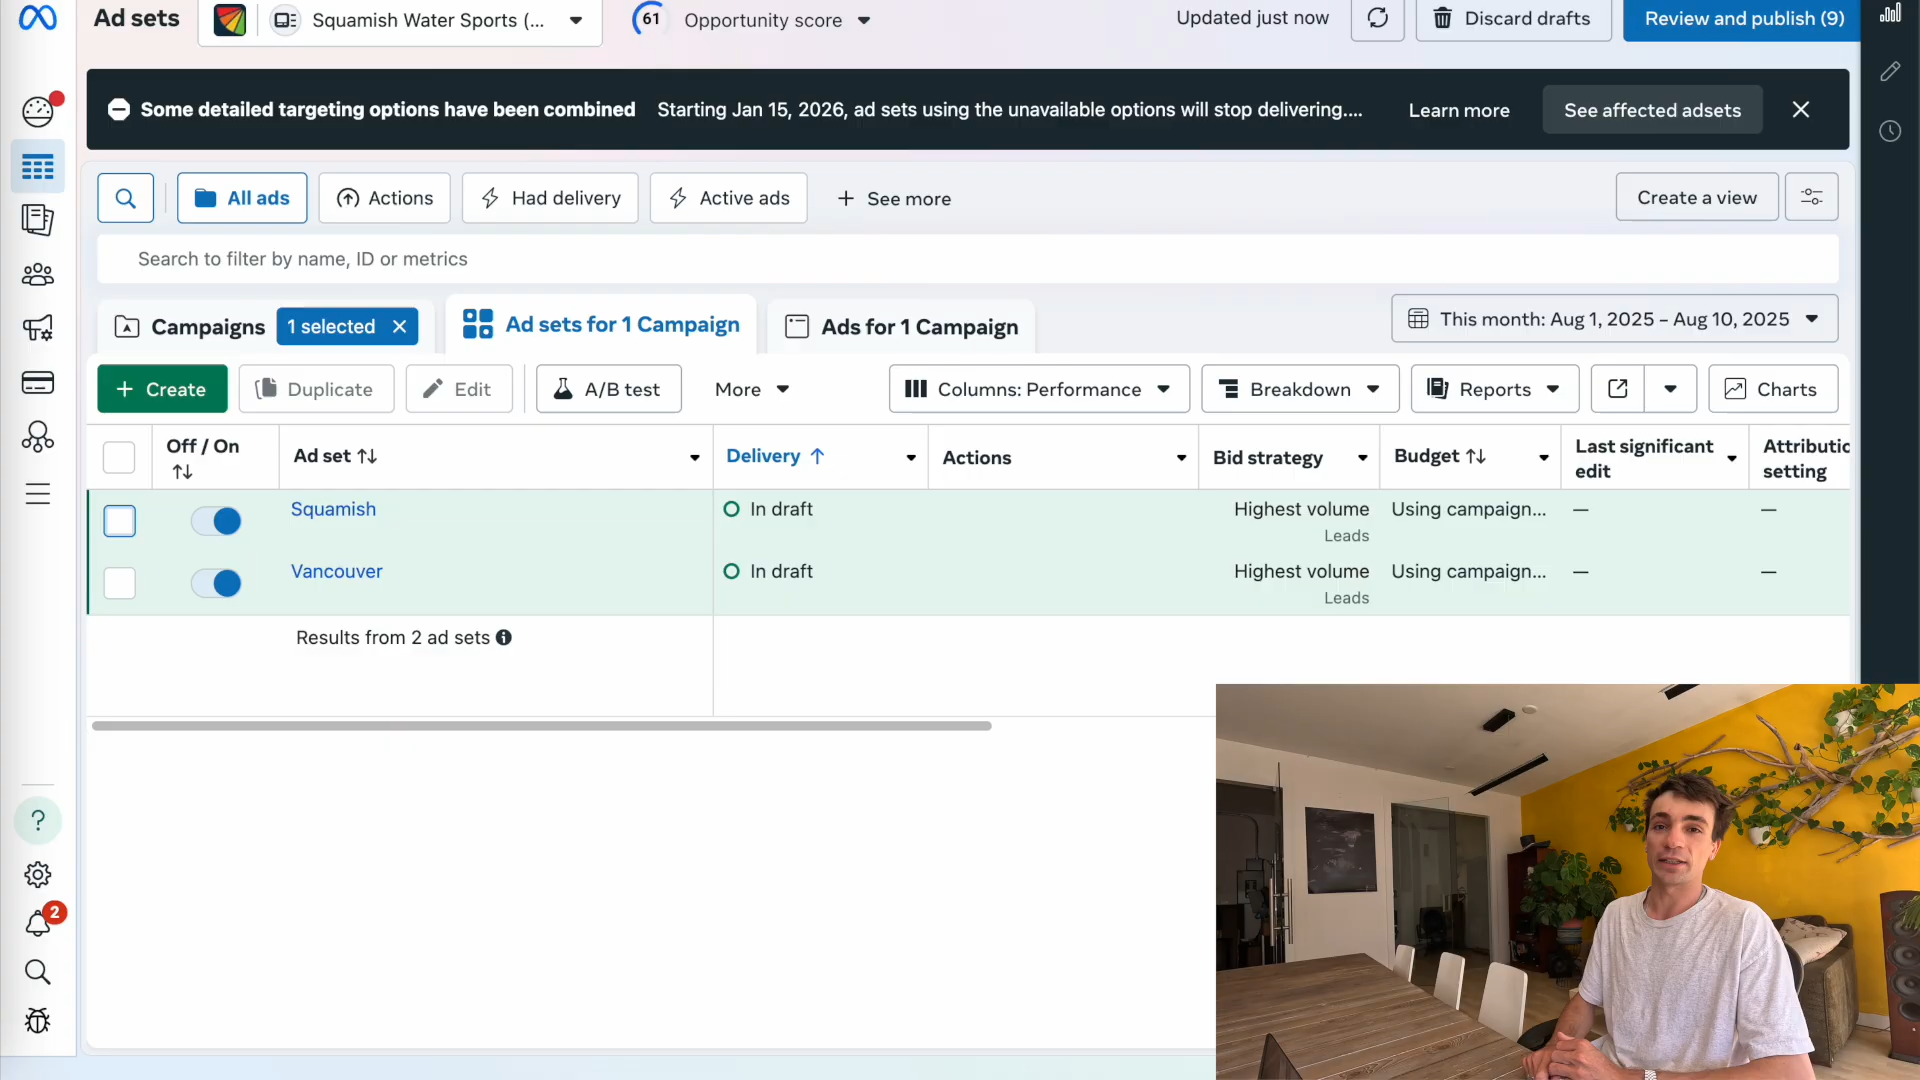 Ad sets
Squamish Water Sports (...
61
Opportunity score
Updated just now
Discard drafts
Review and publish (9)
Some detailed targeting options have been combined
Starting Jan 15, 2026, ad sets using the unavailable options will stop delivering....
Learn more
See affected adsets
All ads
Actions
Had delivery
Active ads
+ See more
Create a view
Search to filter by name, ID or metrics
Campaigns
1 selected
Ad sets for 1 Campaign
Ads for 1 Campaign
This month: Aug 1, 2025 – Aug 10, 2025
+ Create
Duplicate
Edit
A/B test
More
Columns: Performance
Breakdown
Reports
Charts
Off / On
Ad set
Delivery
Actions
Bid strategy
Budget
Last significant
edit
Attributio
setting
Squamish
In draft
Highest volume
Leads
Using campaign...
—
—
Vancouver
In draft
Highest volume
Leads
Using campaign...
—
—
Results from 2 ad sets
?
2